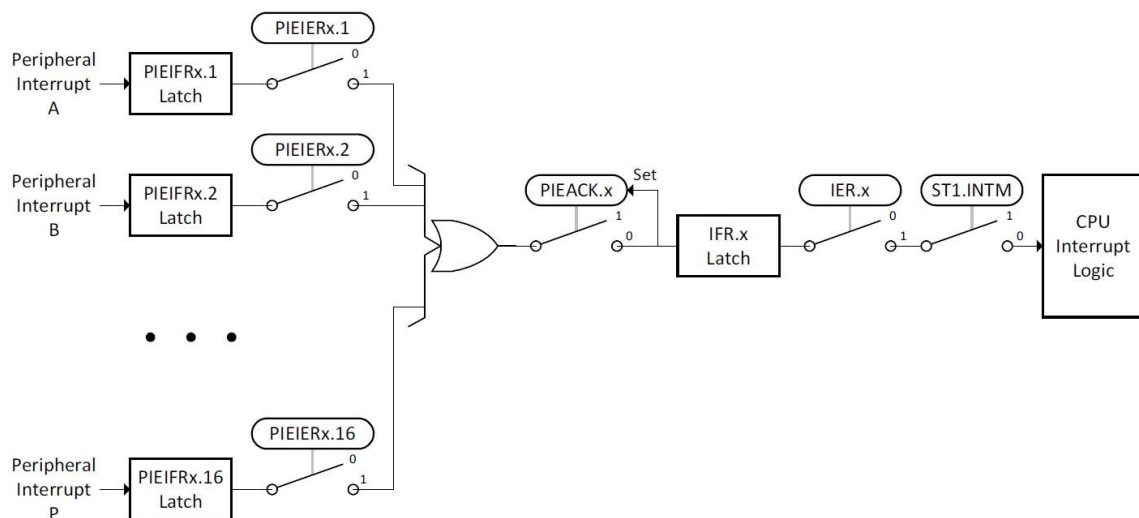 PIEIERx.1
Peripheral
Interrupt
A
PIEIFRx.1
Latch
0
1
PIEIERx.2
Peripheral
Interrupt
B
PIEIFRx.2
Latch
0
1
PIEACK.x
Set
1
0
IFR.x
Latch
IER.x
0
1
ST1.INTM
1
0
CPU
Interrupt
Logic
PIEIERx.16
Peripheral
Interrupt
P
PIEIFRx.16
Latch
0
1